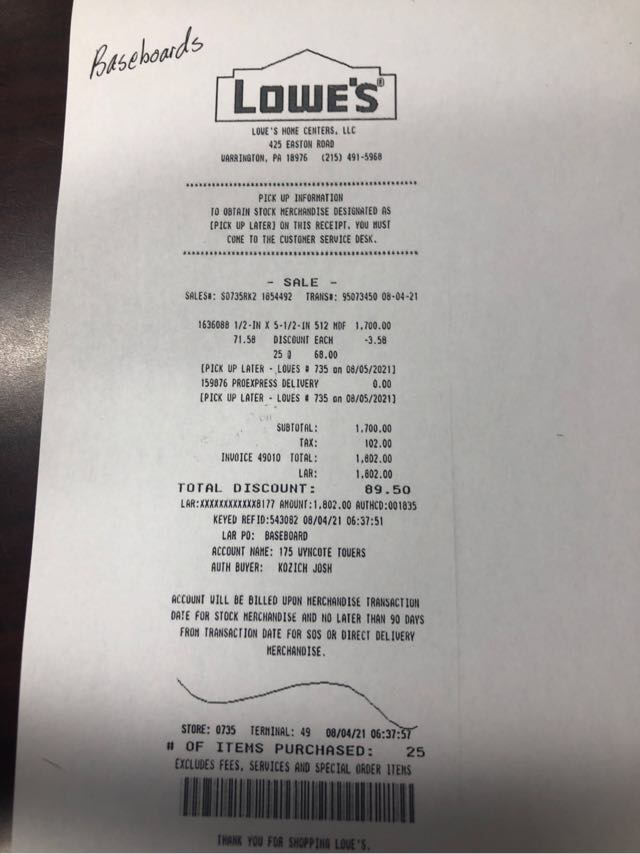 Baseboards
LOWE'S®
LOWE'S HOME CENTERS, LLC
425 EASTON ROAD
WARRINGTON, PA 18976 (215) 491-5968
PICK UP INFORMATION
TO OBTAIN STOCK MERCHANDISE DESIGNATED AS
[PICK UP LATER] ON THIS RECEIPT, YOU MUST
COME TO THE CUSTOMER SERVICE DESK.
- SALE -
SALES#: S0735RK2 1854492 TRANS#: 95073450 08-04-21
1636088 1/2-IN X 5-1/2-IN 512 MDF 1,700.00
71.58 DISCOUNT EACH -3.58
25 @ 68.00
[PICK UP LATER - LOWES # 735 on 08/05/2021]
159876 PROEXPRESS DELIVERY 0.00
[PICK UP LATER - LOWES # 735 on 08/05/2021]
SUBTOTAL: 1,700.00
TAX: 102.00
INVOICE 49010 TOTAL: 1,802.00
LAR: 1,802.00
TOTAL DISCOUNT: 89.50
LAR:XXXXXXXXXXXX8177 AMOUNT:1,802.00 AUTHCD:001835
KEYED REFID:543082 08/04/21 06:37:51
LAR PO: BASEBOARD
ACCOUNT NAME: 175 WYNCOTE TOWERS
AUTH BUYER: KOZICH JOSH
ACCOUNT WILL BE BILLED UPON MERCHANDISE TRANSACTION
DATE FOR STOCK MERCHANDISE AND NO LATER THAN 90 DAYS
FROM TRANSACTION DATE FOR SOS OR DIRECT DELIVERY
MERCHANDISE.
STORE: 0735 TERMINAL: 49 08/04/21 06:37:57
# OF ITEMS PURCHASED: 25
EXCLUDES FEES, SERVICES AND SPECIAL ORDER ITEMS
THANK YOU FOR SHOPPING LOWE'S.